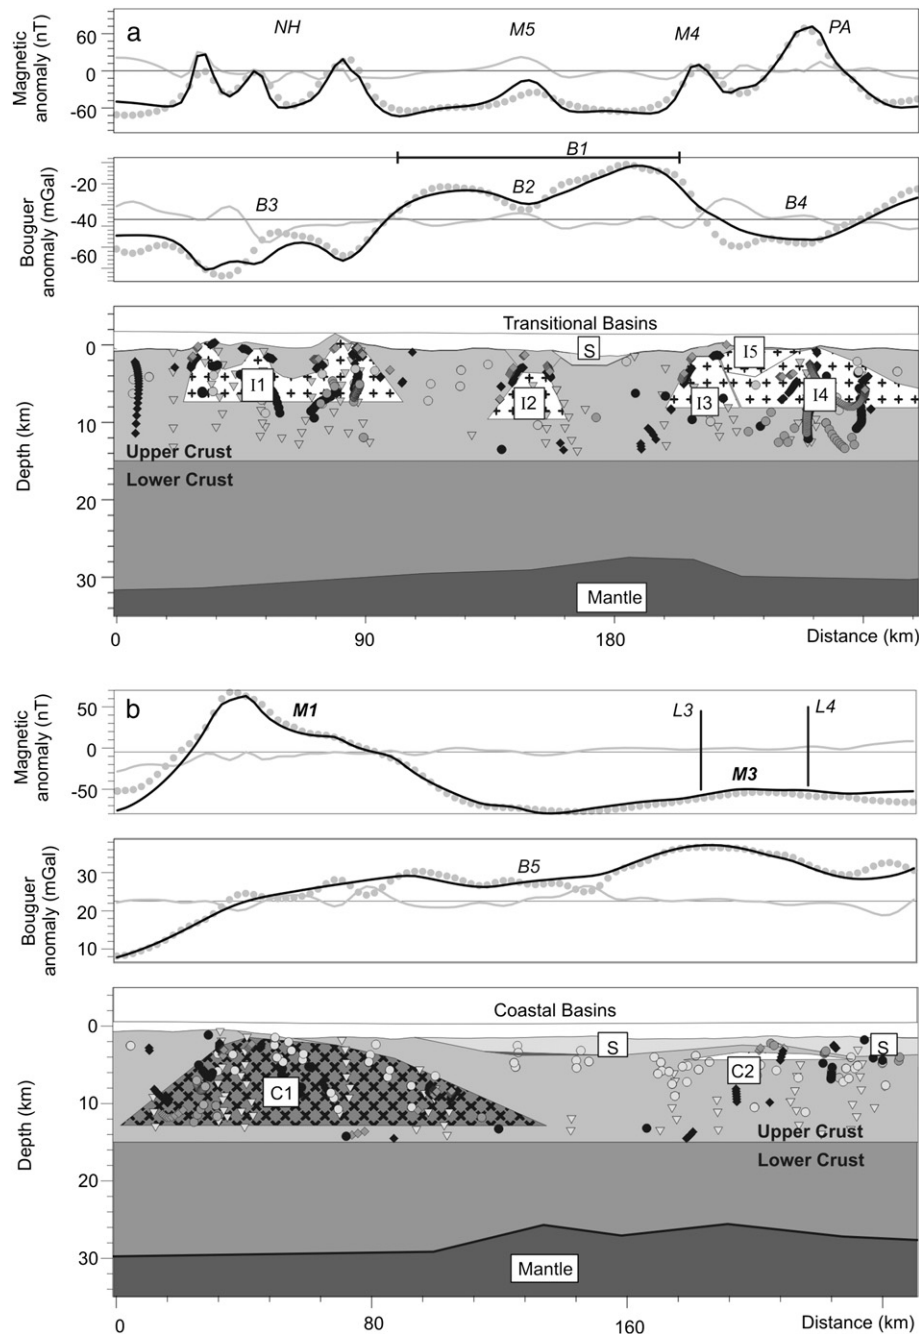 a
NH
M5
M4
PA
Magnetic
anomaly (nT)
60
0
-60
B1
B2
B3
B4
Bouguer
anomaly (mGal)
-20
-40
-60
Transitional Basins
S
I5
I1
I2
I3
I4
Depth (km)
0
10
20
30
Upper Crust
Lower Crust
Mantle
0
90
180
Distance (km)
b
M1
L3
L4
M3
Magnetic
anomaly (nT)
50
0
-50
B5
Bouguer
anomaly (mGal)
30
20
10
Coastal Basins
S
S
C1
C2
Depth (km)
0
10
20
30
Upper Crust
Lower Crust
Mantle
0
80
160
Distance (km)